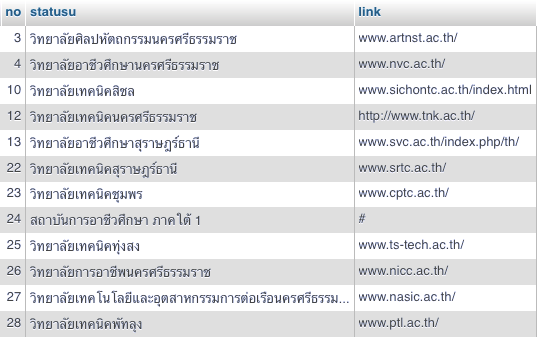 no statusu link
3 วิทยาลัยศิลปหัตถกรรมนครศรีธรรมราช www.artnst.ac.th/
4 วิทยาลัยอาชีวศึกษานครศรีธรรมราช www.nvc.ac.th/
10 วิทยาลัยเทคนิคสิชล www.sichontc.ac.th/index.html
12 วิทยาลัยเทคนิคนครศรีธรรมราช http://www.tnk.ac.th/
13 วิทยาลัยอาชีวศึกษาสุราษฎร์ธานี www.svc.ac.th/index.php/th/
22 วิทยาลัยเทคนิคสุราษฎร์ธานี www.srtc.ac.th/
23 วิทยาลัยเทคนิคชุมพร www.cptc.ac.th/
24 สถาบันการอาชีวศึกษา ภาคใต้ 1 #
25 วิทยาลัยเทคนิคทุ่งสง www.ts-tech.ac.th/
26 วิทยาลัยการอาชีพนครศรีธรรมราช www.nicc.ac.th/
27 วิทยาลัยเทคโนโลยีและอุตสาหกรรมการต่อเรือนครศรีธรรม... www.nasic.ac.th/
28 วิทยาลัยเทคนิคพัทลุง www.ptl.ac.th/